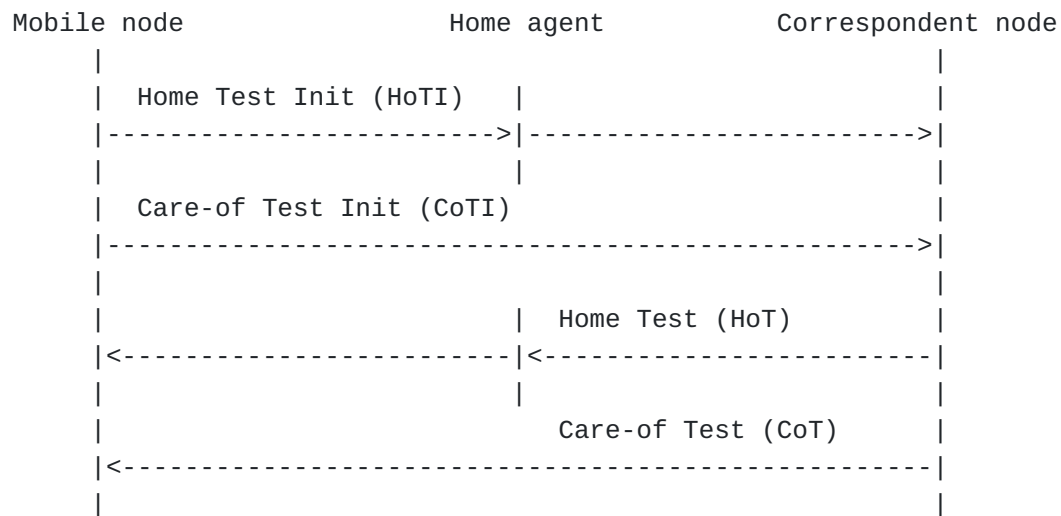 Mobile node                 Home agent           Correspondent node
     |                                                     |
     |  Home Test Init (HoTI)   |                          |
     |------------------------->|------------------------->|
     |                          |                          |
     |  Care-of Test Init (CoTI)                           |
     |---------------------------------------------------->|
     |                                                     |
     |                          |  Home Test (HoT)         |
     |<-------------------------|<-------------------------|
     |                          |                          |
     |                             Care-of Test (CoT)      |
     |<----------------------------------------------------|
     |                                                     |